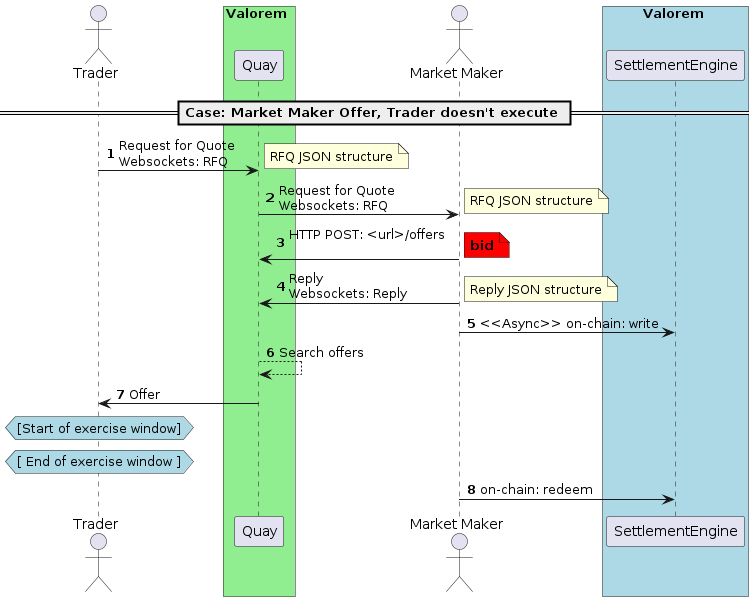 Valorem
Valorem
Trader
Quay
Market Maker
SettlementEngine
Case: Market Maker Offer, Trader doesn't execute
1 Request for Quote
Websockets: RFQ
RFQ JSON structure
2 Request for Quote
Websockets: RFQ
RFQ JSON structure
3 HTTP POST: <url>/offers
bid
4 Reply
Websockets: Reply
Reply JSON structure
5 <<Async>> on-chain: write
6 Search offers
7 Offer
[Start of exercise window]
[ End of exercise window ]
8 on-chain: redeem
Trader
Quay
Market Maker
SettlementEngine